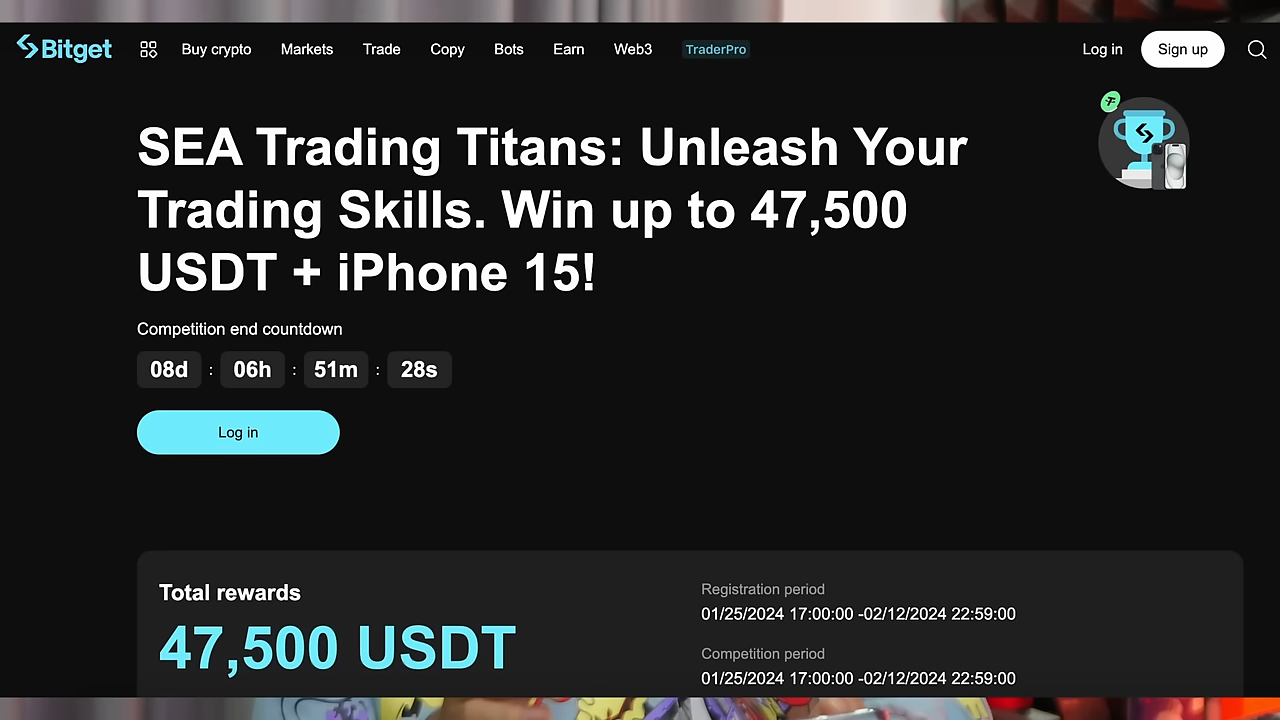 Bitget Buy crypto Markets Trade Copy Bots Earn Web3 TraderPro Log in Sign up
SEA Trading Titans: Unleash Your
Trading Skills. Win up to 47,500
USDT + iPhone 15!
Competition end countdown
08d : 06h : 51m : 28s
Log in
Total rewards
47,500 USDT
Registration period
01/25/2024 17:00:00 -02/12/2024 22:59:00
Competition period
01/25/2024 17:00:00 -02/12/2024 22:59:00